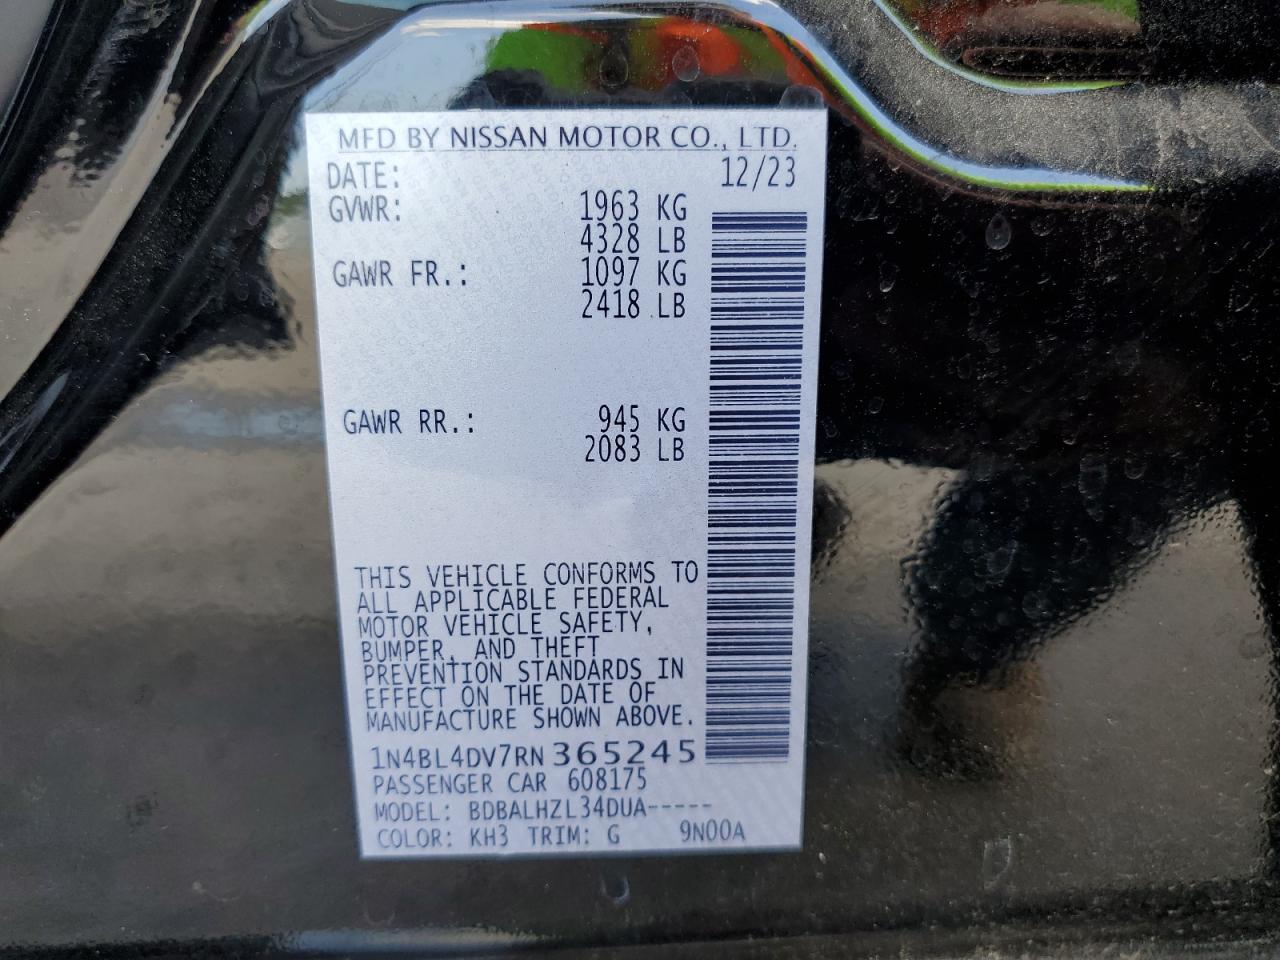 MFD BY NISSAN MOTOR CO., LTD.
DATE: 12/23
GVWR: 1963 KG
4328 LB
GAWR FR.: 1097 KG
2418 LB
GAWR RR.: 945 KG
2083 LB
THIS VEHICLE CONFORMS TO
ALL APPLICABLE FEDERAL
MOTOR VEHICLE SAFETY,
BUMPER, AND THEFT
PREVENTION STANDARDS IN
EFFECT ON THE DATE OF
MANUFACTURE SHOWN ABOVE.
1N4BL4DV7RN365245
PASSENGER CAR 608175
MODEL: BDBALHZL34DUA-----
COLOR: KH3 TRIM: G 9N00A